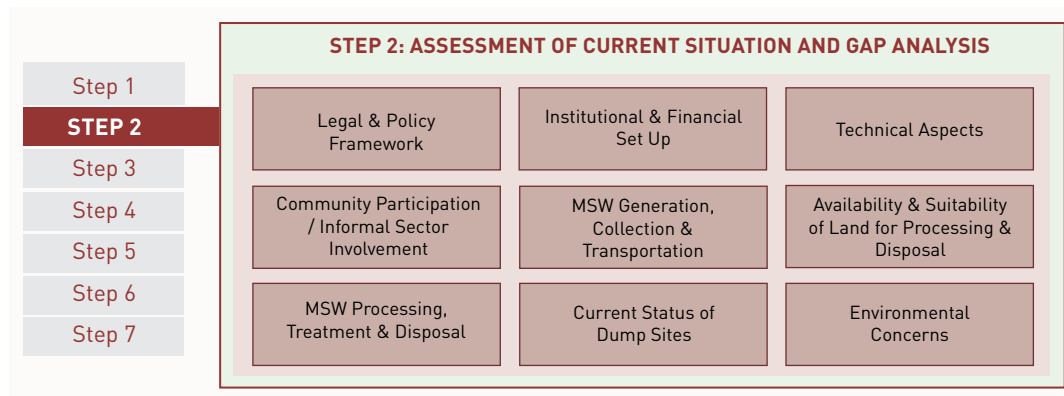 STEP 2: ASSESSMENT OF CURRENT SITUATION AND GAP ANALYSIS
Step 1
STEP 2
Step 3
Step 4
Step 5
Step 6
Step 7
Legal & Policy
Framework
Institutional & Financial
Set Up
Technical Aspects
Community Participation
/ Informal Sector
Involvement
MSW Generation,
Collection &
Transportation
Availability & Suitability
of Land for Processing &
Disposal
MSW Processing,
Treatment & Disposal
Current Status of
Dump Sites
Environmental
Concerns